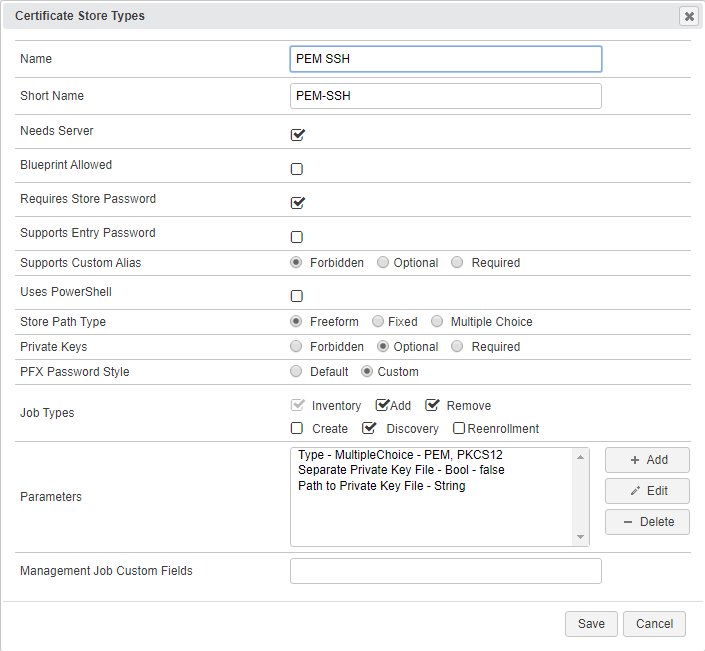 Certificate Store Types
Name PEM SSH
Short Name PEM-SSH
Needs Server
Blueprint Allowed
Requires Store Password
Supports Entry Password
Supports Custom Alias Forbidden Optional Required
Uses PowerShell
Store Path Type Freeform Fixed Multiple Choice
Private Keys Forbidden Optional Required
PFX Password Style Default Custom
Job Types Inventory Add Remove
Create Discovery Reenrollment
Parameters
Type - MultipleChoice - PEM, PKCS12
Separate Private Key File - Bool - false
Path to Private Key File - String
Add
Edit
Delete
Management Job Custom Fields
Save Cancel